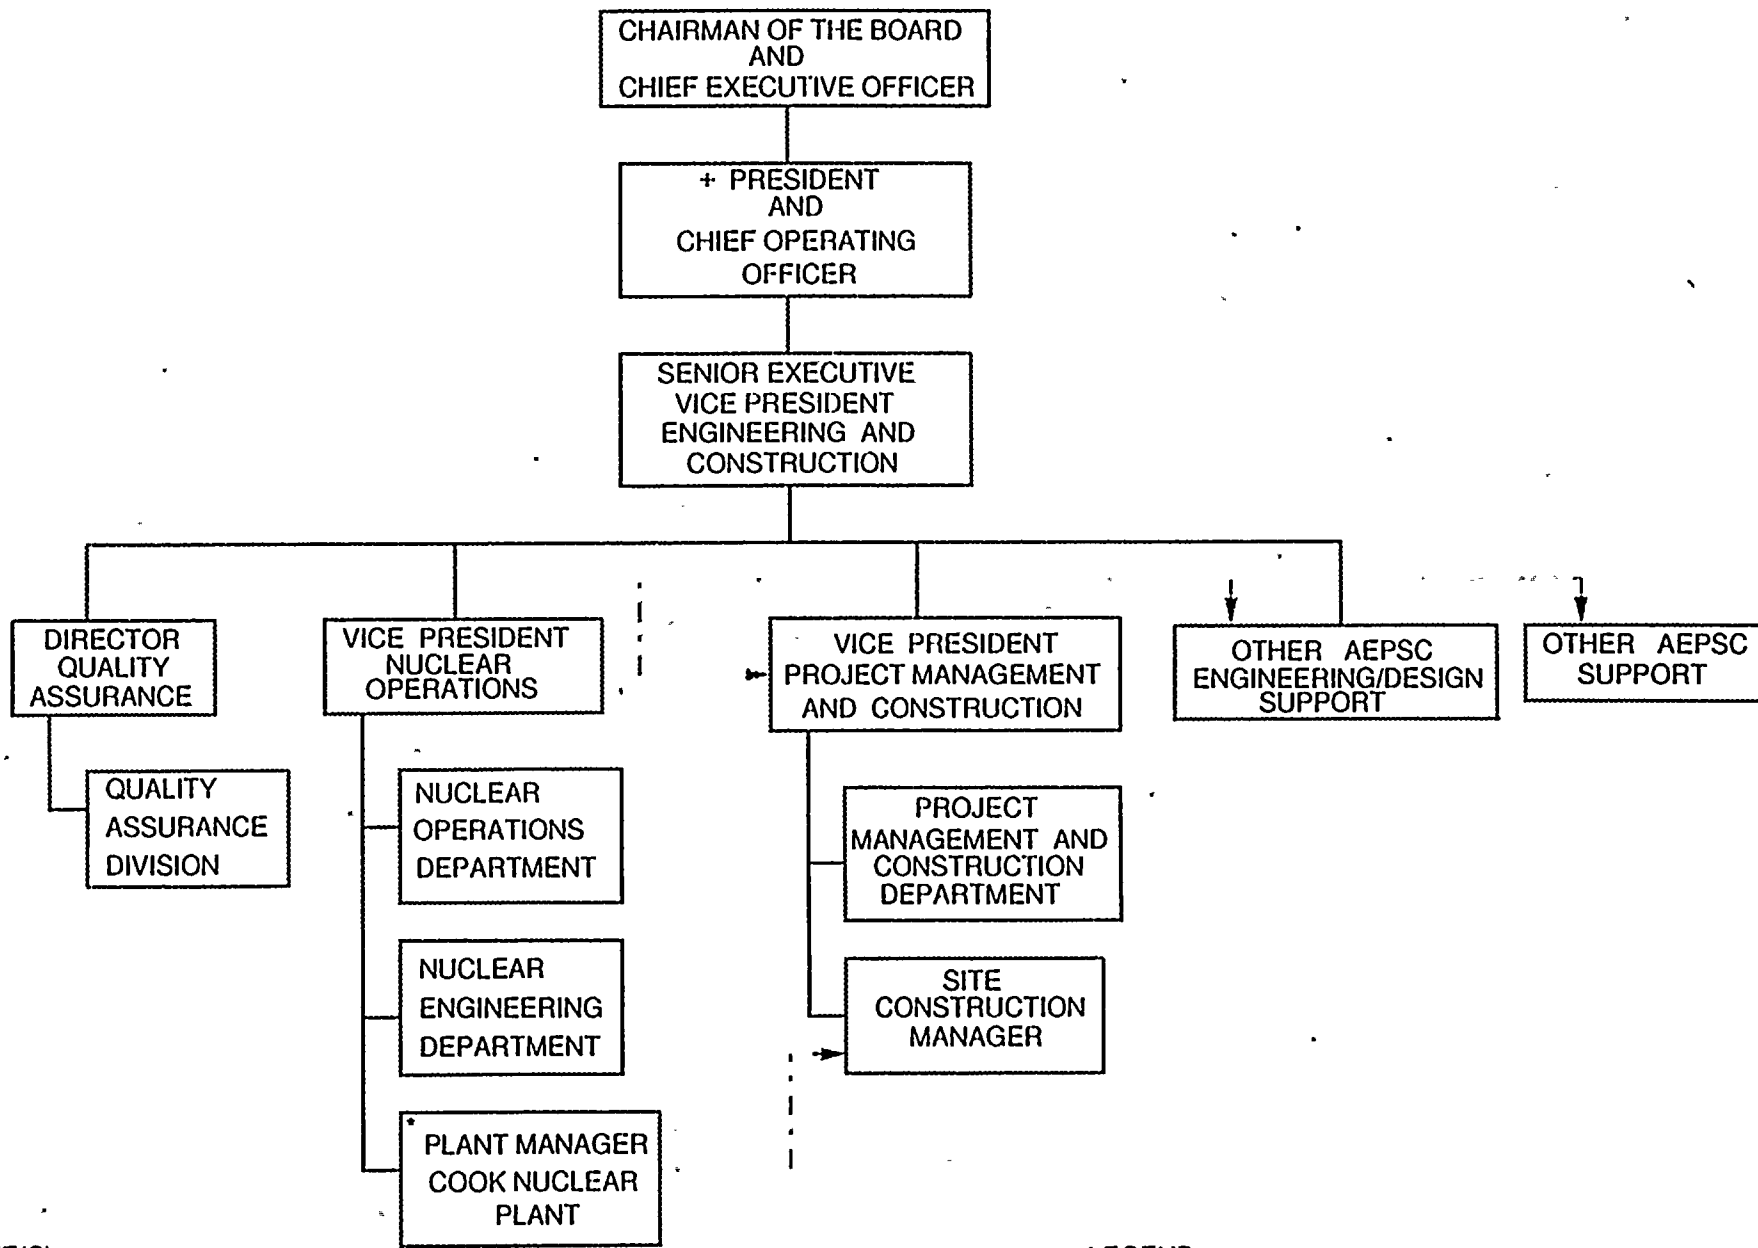 CHAIRMAN OF THE BOARD
AND
CHIEF EXECUTIVE OFFICER
+ PRESIDENT
AND
CHIEF OPERATING
OFFICER
SENIOR EXECUTIVE
VICE PRESIDENT
ENGINEERING AND
CONSTRUCTION
DIRECTOR
QUALITY
ASSURANCE
QUALITY
ASSURANCE
DIVISION
VICE PRESIDENT
NUCLEAR
OPERATIONS
NUCLEAR
OPERATIONS
DEPARTMENT
NUCLEAR
ENGINEERING
DEPARTMENT
* PLANT MANAGER
COOK NUCLEAR
PLANT
VICE PRESIDENT
PROJECT MANAGEMENT
AND CONSTRUCTION
PROJECT
MANAGEMENT AND
CONSTRUCTION
DEPARTMENT
SITE
CONSTRUCTION
MANAGER
OTHER AEPSC
ENGINEERING/DESIGN
SUPPORT
OTHER AEPSC
SUPPORT